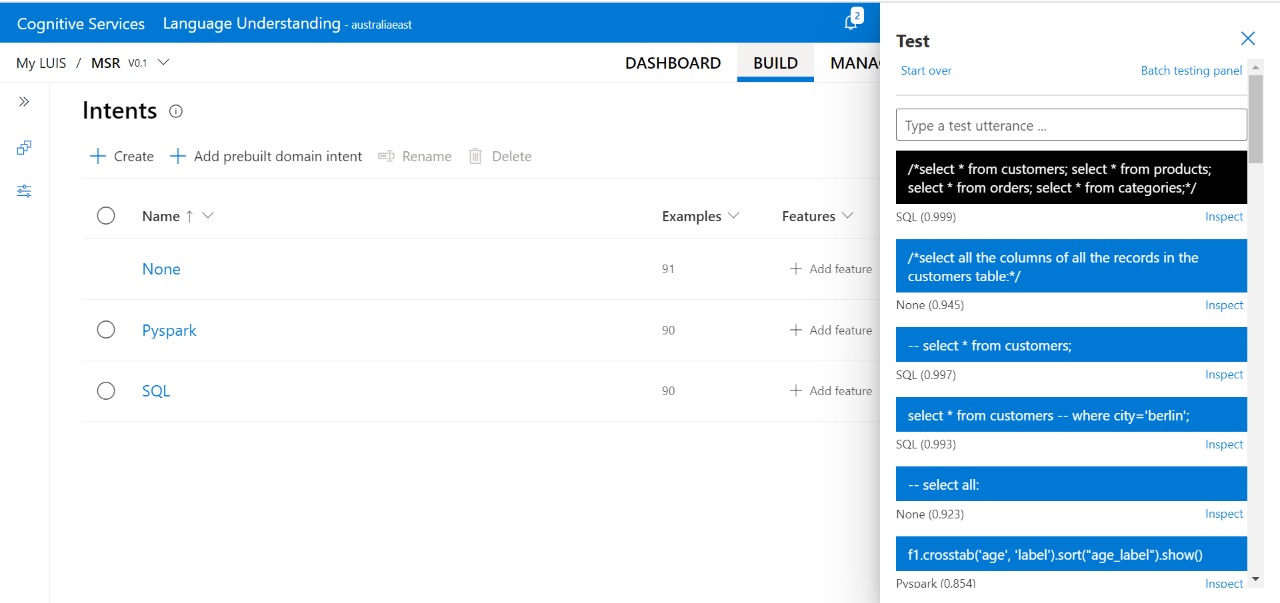 Cognitive Services Language Understanding - australiaeast 2
My LUIS / MSR V0.1
DASHBOARD BUILD MANA
Intents
Create Add prebuilt domain intent Rename Delete
Name ↑ Examples Features
None 91 + Add feature
Pyspark 90 + Add feature
SQL 90 + Add feature
Test
Start over Batch testing panel
Type a test utterance ...
/*select * from customers; select * from products;
select * from orders; select * from categories;*/
SQL (0.999) Inspect
/*select all the columns of all the records in the
customers table:*/
None (0.945) Inspect
-- select * from customers;
SQL (0.997) Inspect
select * from customers -- where city='berlin';
SQL (0.993) Inspect
-- select all:
None (0.923) Inspect
f1.crosstab('age', 'label').sort("age_label").show()
Pyspark (0.854) Inspect